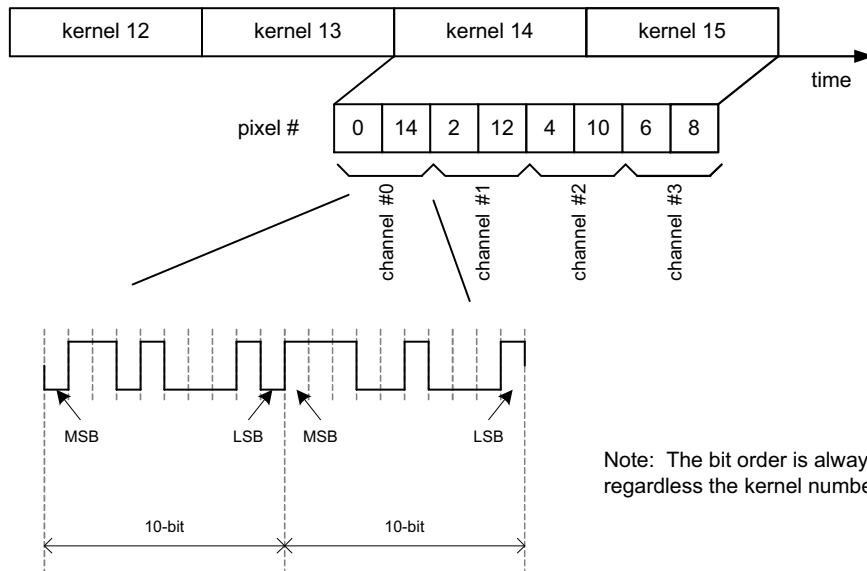 kernel 12 kernel 13 kernel 14 kernel 15
time
pixel # 0 14 2 12 4 10 6 8
channel #0 channel #1 channel #2 channel #3
MSB LSB MSB LSB
Note: The bit order is alway
regardless the kernel numbe
10-bit 10-bit